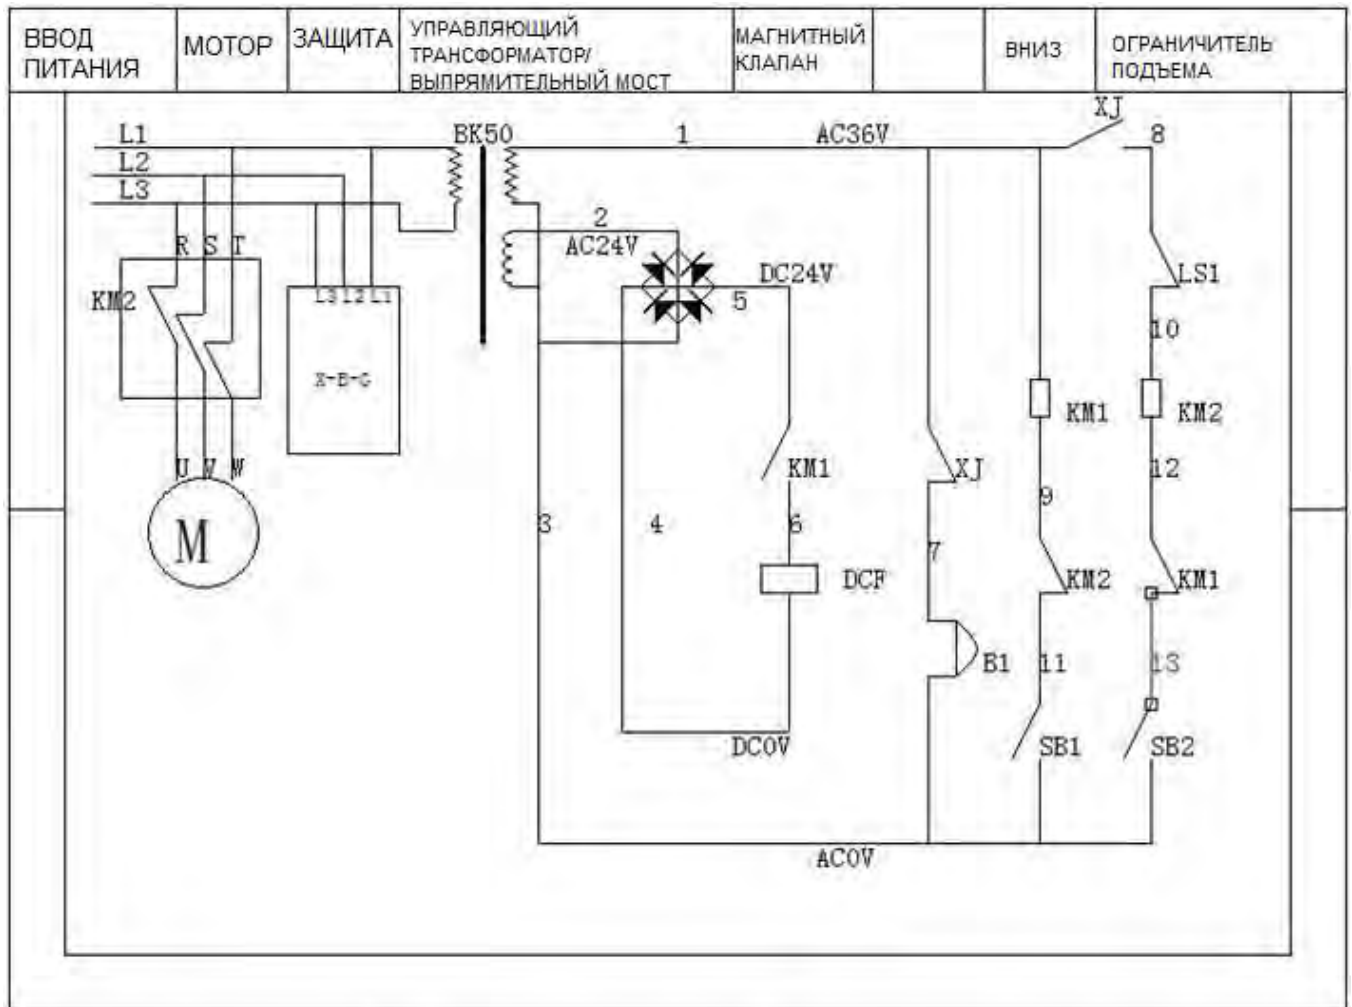 ВВОД
ПИТАНИЯ
МОТОР
ЗАЩИТА
УПРАВЛЯЮЩИЙ
ТРАНСФОРМАТОР/
ВЫПРЯМИТЕЛЬНЫЙ МОСТ
МАГНИТНЫЙ
КЛАПАН
ВНИЗ
ОГРАНИЧИТЕЛЬ
ПОДЪЕМА
L1 BK50 1 AC36V XJ 8
L2
L3
2
R S T AC24V
DC24V LS1
KM2 L3 L2 L1 5
10
X-B-G
KM1 KM2
U V W KM1 XJ 12
9
M 3 4 6
7
DCF KM2 KM1
B1 11 13
DC0V SB1 SB2
AC0V